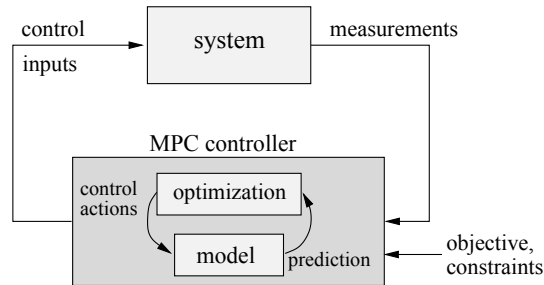 control
inputs
system
measurements
MPC controller
control
actions
optimization
model
prediction
objective,
constraints